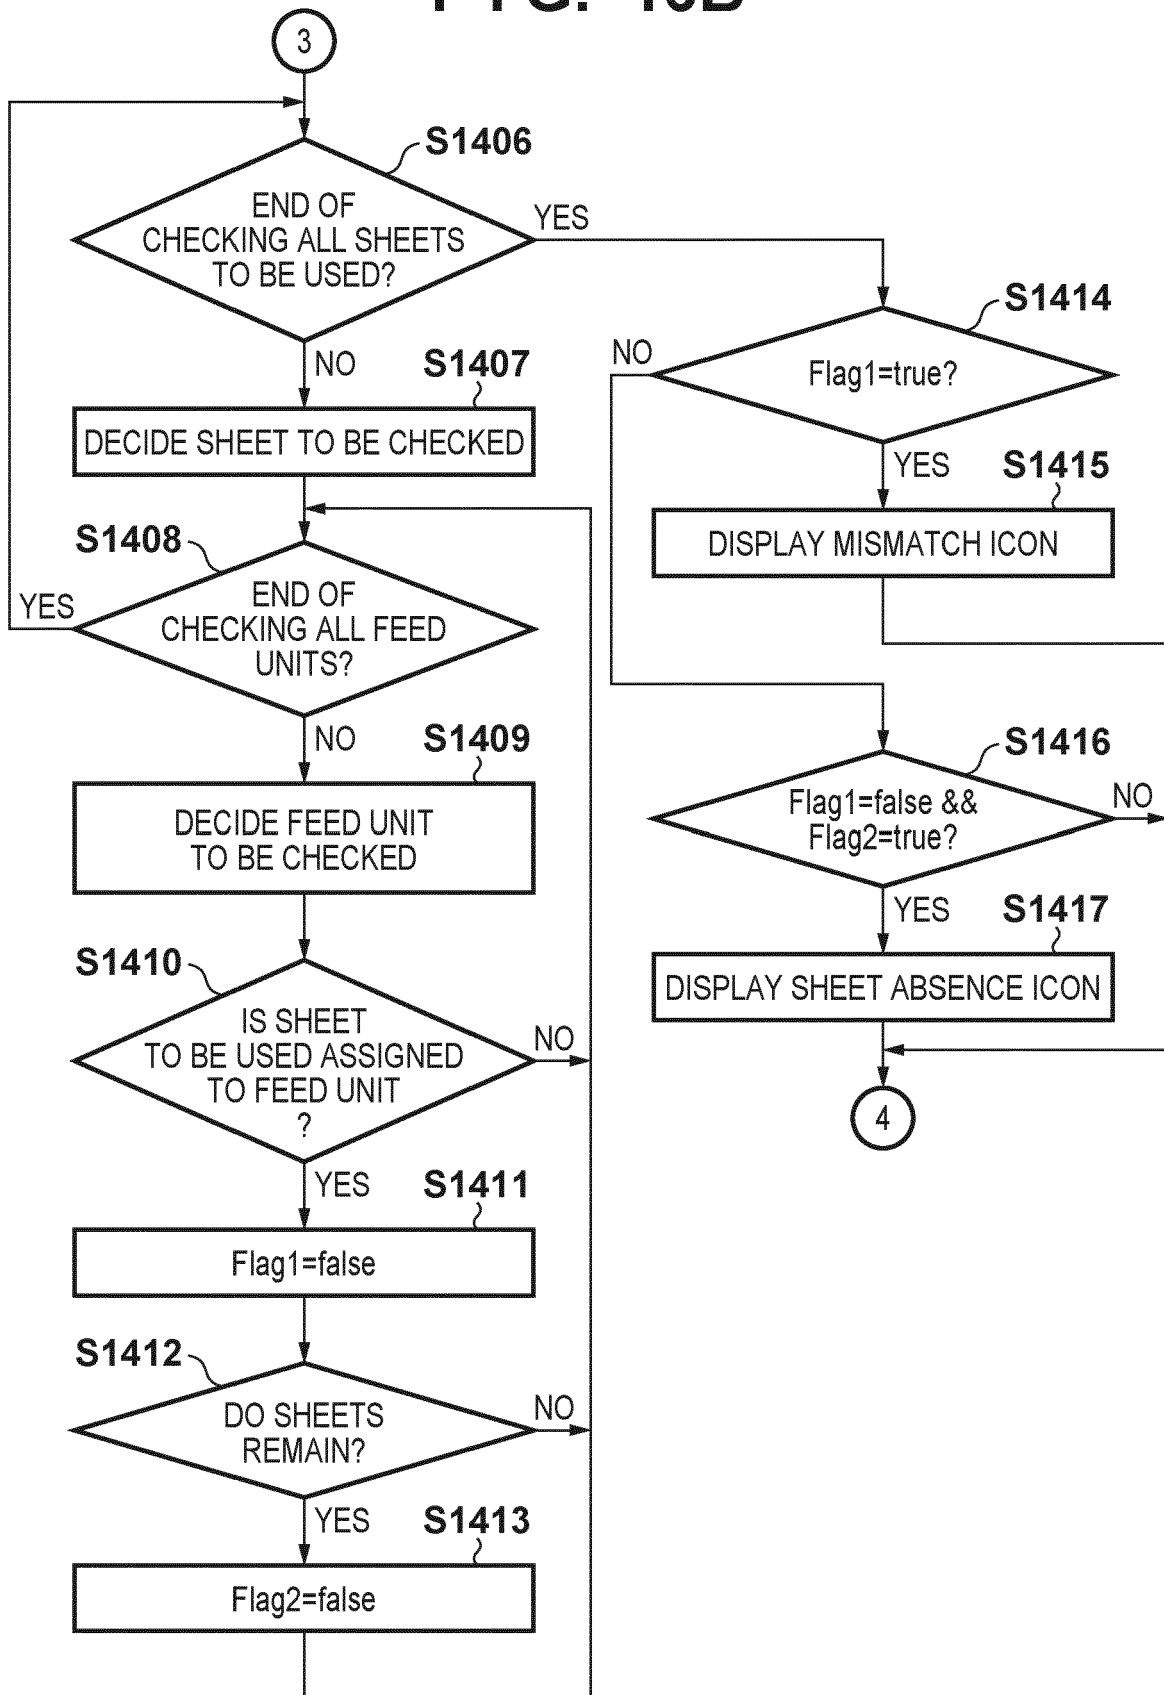 3
S1406
END OF
CHECKING ALL SHEETS
TO BE USED?
YES
NO
S1407
DECIDE SHEET TO BE CHECKED
S1408
END OF
CHECKING ALL FEED
UNITS?
YES
NO
S1409
DECIDE FEED UNIT
TO BE CHECKED
S1410
IS SHEET
TO BE USED ASSIGNED
TO FEED UNIT
?
NO
YES
S1411
Flag1=false
S1412
DO SHEETS
REMAIN?
NO
YES
S1413
Flag2=false
S1414
Flag1=true?
NO
YES
S1415
DISPLAY MISMATCH ICON
S1416
Flag1=false &&
Flag2=true?
NO
YES
S1417
DISPLAY SHEET ABSENCE ICON
4